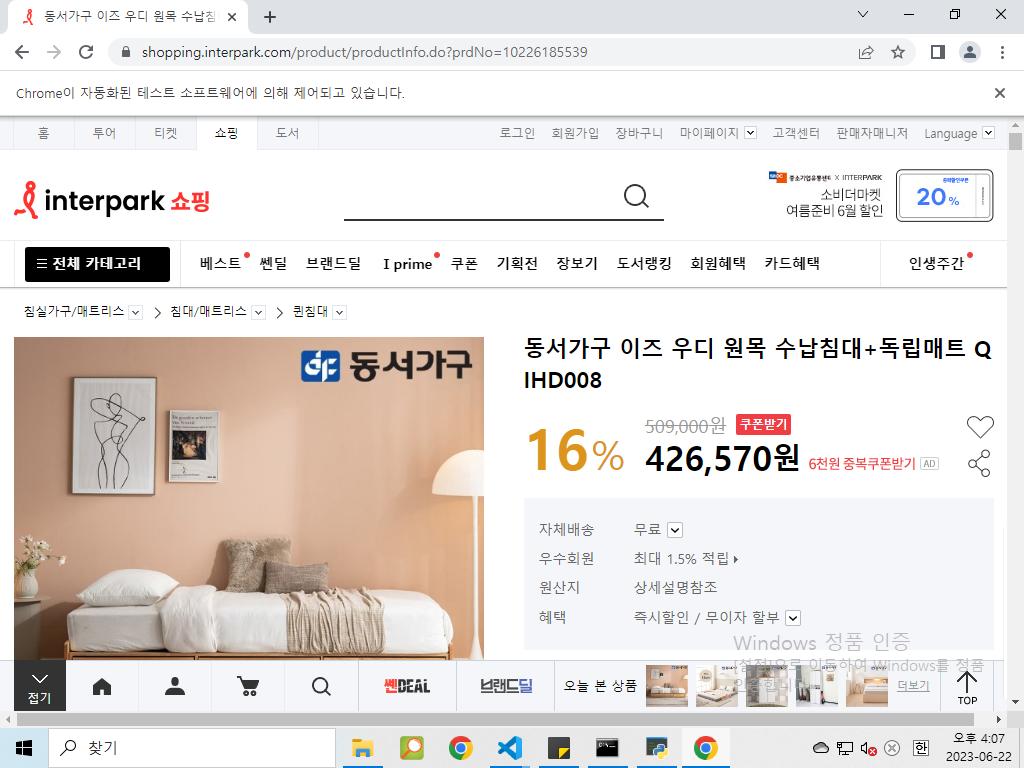 동서가구 이즈 우디 원목 수납침
shopping.interpark.com/product/productInfo.do?prdNo=10226185539
Chrome이 자동화된 테스트 소프트웨어에 의해 제어되고 있습니다.
홈 투어 티켓 쇼핑 도서 로그인 회원가입 장바구니 마이페이지 고객센터 판매자매니저 Language
interpark 쇼핑
중소기업유통센터 X INTERPARK
소비더마켓
여름준비 6월 할인
중복할인쿠폰
20%
전체 카테고리 베스트 쎈딜 브랜드딜 I prime 쿠폰 기획전 장보기 도서랭킹 회원혜택 카드혜택 인생주간
침실가구/매트리스 > 침대/매트리스 > 퀸침대
동서가구
동서가구 이즈 우디 원목 수납침대+독립매트 Q
IHD008
16% 509,000원 쿠폰받기
426,570원 6천원 중복쿠폰받기 AD
자체배송 무료
우수회원 최대 1.5% 적립
원산지 상세설명참조
혜택 즉시할인 / 무이자 할부
Windows 정품 인증
[설정]으로 이동하여 Windows를 정품
접기 쎈DEAL 브랜드딜 오늘 본 상품 더보기 TOP
찾기
한
오후 4:07
2023-06-22